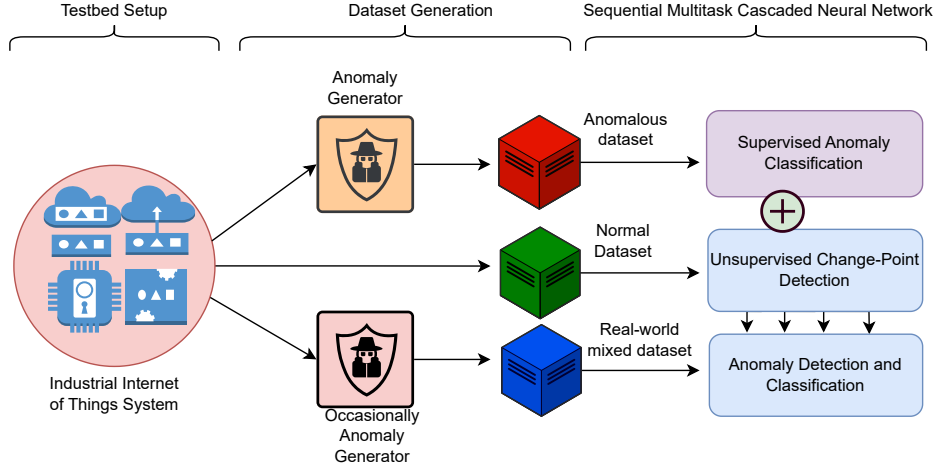 Testbed Setup
Dataset Generation
Sequential Multitask Cascaded Neural Network
Anomaly
Generator
Anomalous
dataset
Supervised Anomaly
Classification
Normal
Dataset
Unsupervised Change-Point
Detection
Real-world
mixed dataset
Anomaly Detection and
Classification
Industrial Internet
of Things System
Occasionally
Anomaly
Generator